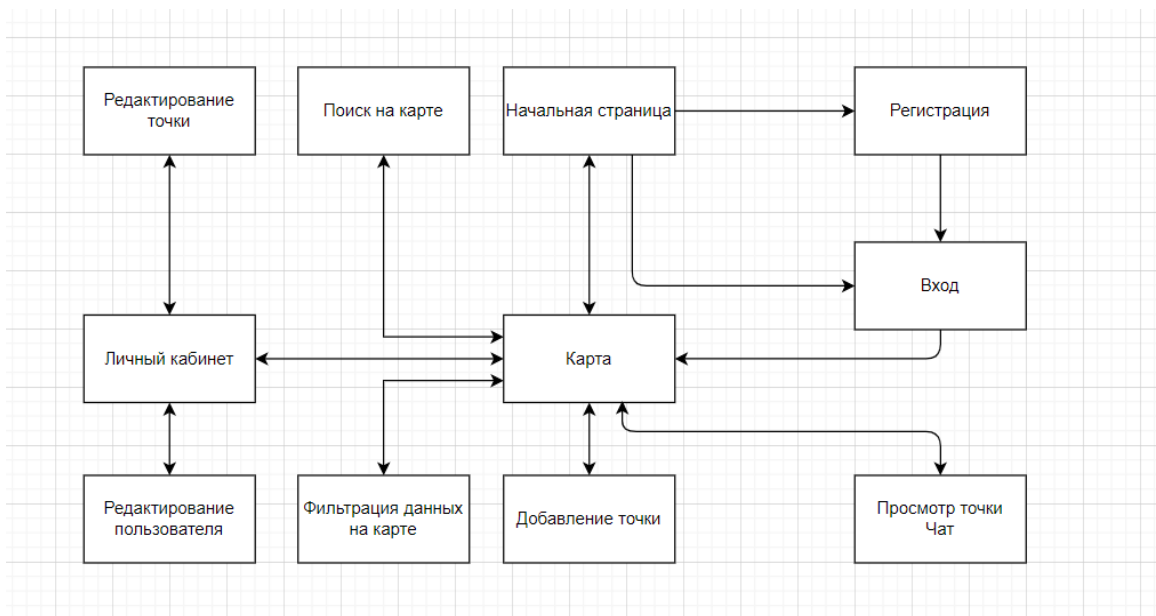 Редактирование
точки
Поиск на карте
Начальная страница
Регистрация
Вход
Личный кабинет
Карта
Редактирование
пользователя
Фильтрация данных
на карте
Добавление точки
Просмотр точки
Чат